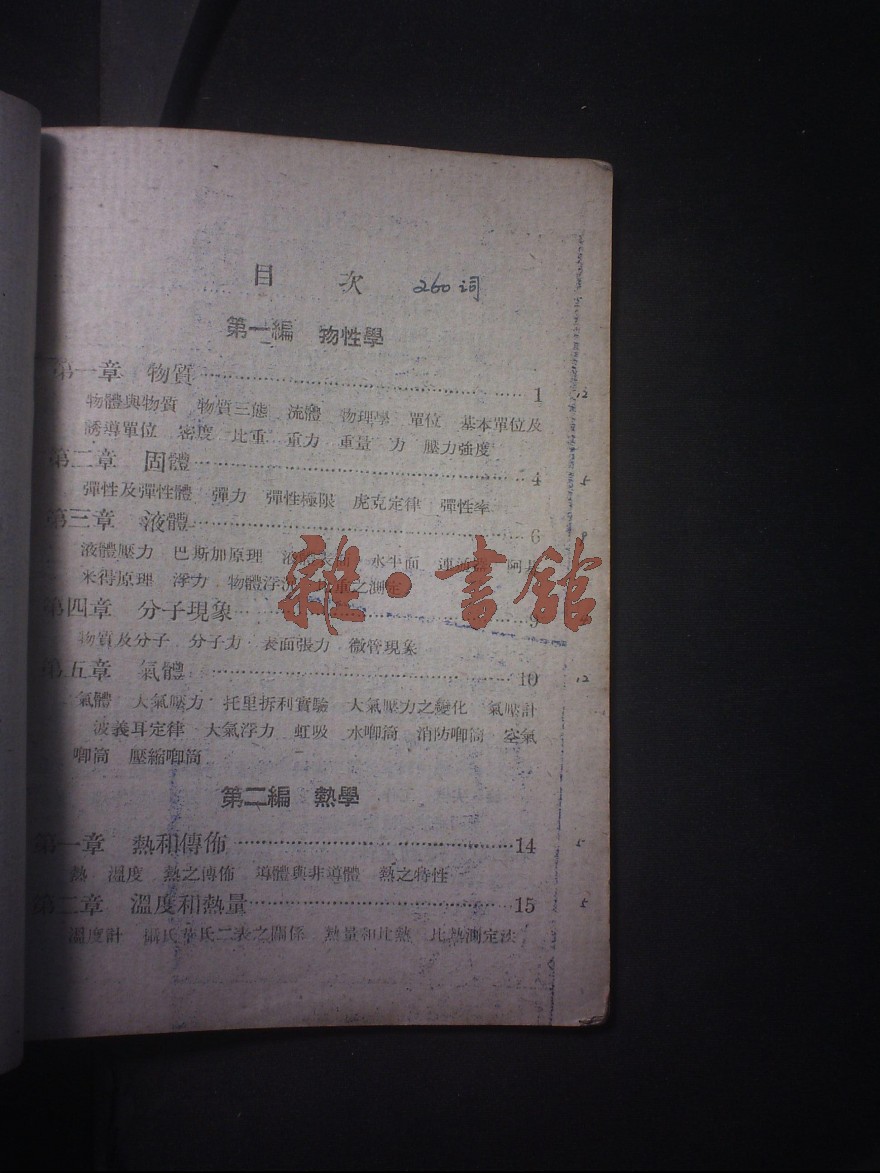 目 次 260词
第一編 物性學
第一章 物質 1 12
物體與物質 物質三態 流體 物理學 單位 基本單位及
誘導單位 密度 比重 重力 重量 力 壓力強度
第二章 固體 4 5
彈性及彈性體 彈力 彈性極限 虎克定律 彈性率
第三章 液體 6
液體壓力 巴斯加原理 水平面 阿基
米得原理 浮力 物體浮沉 比重之測定
雜·書館
第四章 分子現象 9
物質及分子 分子力 表面張力 微管現象
第五章 氣體 10 12
氣體 大氣壓力 托里拆利實驗 大氣壓力之變化 氣壓計
波義耳定律 大氣浮力 虹吸 水唧筒 消防唧筒 空氣
唧筒 壓縮唧筒
第二編 熱學
第一章 熱和傳佈 14 5
熱 溫度 熱之傳佈 導體與非導體 熱之特性
第二章 溫度和熱量 15 5
溫度計 攝氏華氏二表之關係 熱量和比熱 比熱測定法